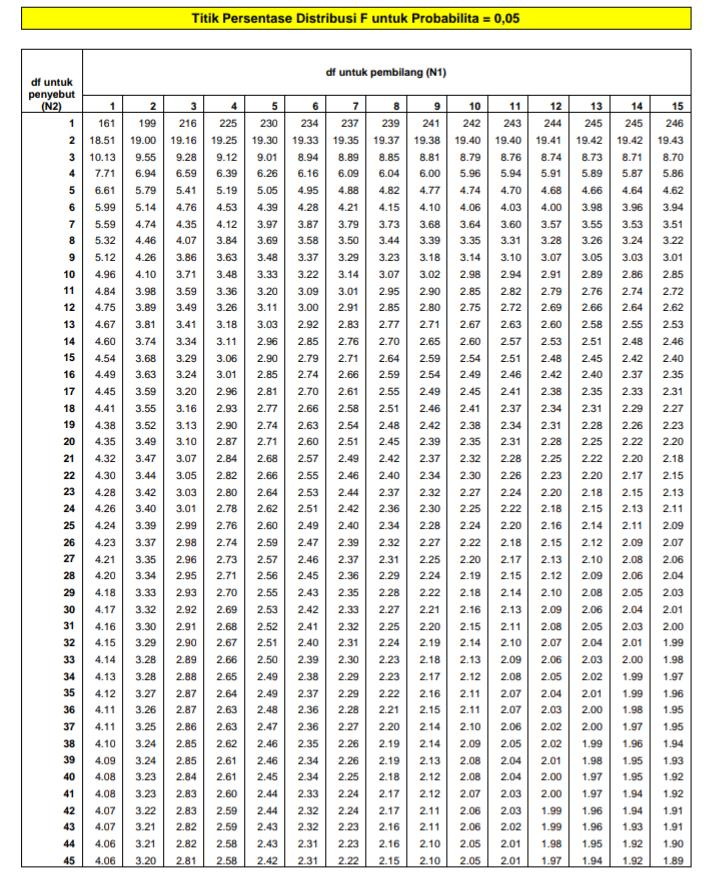 Titik Persentase Distribusi F untuk Probabilita = 0,05
df untuk penyebut (N2)
df untuk pembilang (N1)
1 2 3 4 5 6 7 8 9 10 11 12 13 14 15
1 161 199 216 225 230 234 237 239 241 242 243 244 245 245 246
2 18.51 19.00 19.16 19.25 19.30 19.33 19.35 19.37 19.38 19.40 19.40 19.41 19.42 19.42 19.43
3 10.13 9.55 9.28 9.12 9.01 8.94 8.89 8.85 8.81 8.79 8.76 8.74 8.73 8.71 8.70
4 7.71 6.94 6.59 6.39 6.26 6.16 6.09 6.04 6.00 5.96 5.94 5.91 5.89 5.87 5.86
5 6.61 5.79 5.41 5.19 5.05 4.95 4.88 4.82 4.77 4.74 4.70 4.68 4.66 4.64 4.62
6 5.99 5.14 4.76 4.53 4.39 4.28 4.21 4.15 4.10 4.06 4.03 4.00 3.98 3.96 3.94
7 5.59 4.74 4.35 4.12 3.97 3.87 3.79 3.73 3.68 3.64 3.60 3.57 3.55 3.53 3.51
8 5.32 4.46 4.07 3.84 3.69 3.58 3.50 3.44 3.39 3.35 3.31 3.28 3.26 3.24 3.22
9 5.12 4.26 3.86 3.63 3.48 3.37 3.29 3.23 3.18 3.14 3.10 3.07 3.05 3.03 3.01
10 4.96 4.10 3.71 3.48 3.33 3.22 3.14 3.07 3.02 2.98 2.94 2.91 2.89 2.86 2.85
11 4.84 3.98 3.59 3.36 3.20 3.09 3.01 2.95 2.90 2.85 2.82 2.79 2.76 2.74 2.72
12 4.75 3.89 3.49 3.26 3.11 3.00 2.91 2.85 2.80 2.75 2.72 2.69 2.66 2.64 2.62
13 4.67 3.81 3.41 3.18 3.03 2.92 2.83 2.77 2.71 2.67 2.63 2.60 2.58 2.55 2.53
14 4.60 3.74 3.34 3.11 2.96 2.85 2.76 2.70 2.65 2.60 2.57 2.53 2.51 2.48 2.46
15 4.54 3.68 3.29 3.06 2.90 2.79 2.71 2.64 2.59 2.54 2.51 2.48 2.45 2.42 2.40
16 4.49 3.63 3.24 3.01 2.85 2.74 2.66 2.59 2.54 2.49 2.46 2.42 2.40 2.37 2.35
17 4.45 3.59 3.20 2.96 2.81 2.70 2.61 2.55 2.49 2.45 2.41 2.38 2.35 2.33 2.31
18 4.41 3.55 3.16 2.93 2.77 2.66 2.58 2.51 2.46 2.41 2.37 2.34 2.31 2.29 2.27
19 4.38 3.52 3.13 2.90 2.74 2.63 2.54 2.48 2.42 2.38 2.34 2.31 2.28 2.26 2.23
20 4.35 3.49 3.10 2.87 2.71 2.60 2.51 2.45 2.39 2.35 2.31 2.28 2.25 2.22 2.20
21 4.32 3.47 3.07 2.84 2.68 2.57 2.49 2.42 2.37 2.32 2.28 2.25 2.22 2.20 2.18
22 4.30 3.44 3.05 2.82 2.66 2.55 2.46 2.40 2.34 2.30 2.26 2.23 2.20 2.17 2.15
23 4.28 3.42 3.03 2.80 2.64 2.53 2.44 2.37 2.32 2.27 2.24 2.20 2.18 2.15 2.13
24 4.26 3.40 3.01 2.78 2.62 2.51 2.42 2.36 2.30 2.25 2.22 2.18 2.15 2.13 2.11
25 4.24 3.39 2.99 2.76 2.60 2.49 2.40 2.34 2.28 2.24 2.20 2.16 2.14 2.11 2.09
26 4.23 3.37 2.98 2.74 2.59 2.47 2.39 2.32 2.27 2.22 2.18 2.15 2.12 2.09 2.07
27 4.21 3.35 2.96 2.73 2.57 2.46 2.37 2.31 2.25 2.20 2.17 2.13 2.10 2.08 2.06
28 4.20 3.34 2.95 2.71 2.56 2.45 2.36 2.29 2.24 2.19 2.15 2.12 2.09 2.06 2.04
29 4.18 3.33 2.93 2.70 2.55 2.43 2.35 2.28 2.22 2.18 2.14 2.10 2.08 2.05 2.03
30 4.17 3.32 2.92 2.69 2.53 2.42 2.33 2.27 2.21 2.16 2.13 2.09 2.06 2.04 2.01
31 4.16 3.30 2.91 2.68 2.52 2.41 2.32 2.25 2.20 2.15 2.11 2.08 2.05 2.03 2.00
32 4.15 3.29 2.90 2.67 2.51 2.40 2.31 2.24 2.19 2.14 2.10 2.07 2.04 2.01 1.99
33 4.14 3.28 2.89 2.66 2.50 2.39 2.30 2.23 2.18 2.13 2.09 2.06 2.03 2.00 1.98
34 4.13 3.28 2.88 2.65 2.49 2.38 2.29 2.23 2.17 2.12 2.08 2.05 2.02 1.99 1.97
35 4.12 3.27 2.87 2.64 2.49 2.37 2.29 2.22 2.16 2.11 2.07 2.04 2.01 1.99 1.96
36 4.11 3.26 2.87 2.63 2.48 2.36 2.28 2.21 2.15 2.11 2.07 2.03 2.00 1.98 1.95
37 4.11 3.25 2.86 2.63 2.47 2.36 2.27 2.20 2.14 2.10 2.06 2.02 2.00 1.97 1.95
38 4.10 3.24 2.85 2.62 2.46 2.35 2.26 2.19 2.14 2.09 2.05 2.02 1.99 1.96 1.94
39 4.09 3.24 2.85 2.61 2.46 2.34 2.26 2.19 2.13 2.08 2.04 2.01 1.98 1.95 1.93
40 4.08 3.23 2.84 2.61 2.45 2.34 2.25 2.18 2.12 2.08 2.04 2.00 1.97 1.95 1.92
41 4.08 3.23 2.83 2.60 2.44 2.33 2.24 2.17 2.12 2.07 2.03 2.00 1.97 1.94 1.92
42 4.07 3.22 2.83 2.59 2.44 2.32 2.24 2.17 2.11 2.06 2.03 1.99 1.96 1.94 1.91
43 4.07 3.21 2.82 2.59 2.43 2.32 2.23 2.16 2.11 2.06 2.02 1.99 1.96 1.93 1.91
44 4.06 3.21 2.82 2.58 2.43 2.31 2.23 2.16 2.10 2.05 2.01 1.98 1.95 1.92 1.90
45 4.06 3.20 2.81 2.58 2.42 2.31 2.22 2.15 2.10 2.05 2.01 1.97 1.94 1.92 1.89